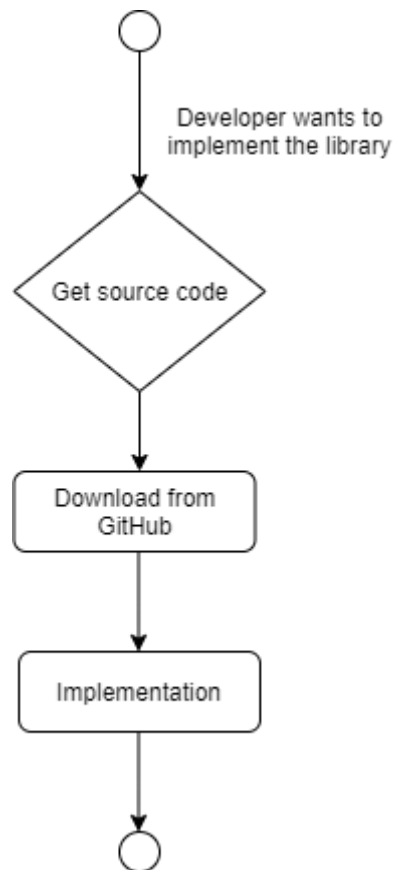 Developer wants to
implement the library
Get source code
Download from
GitHub
Implementation